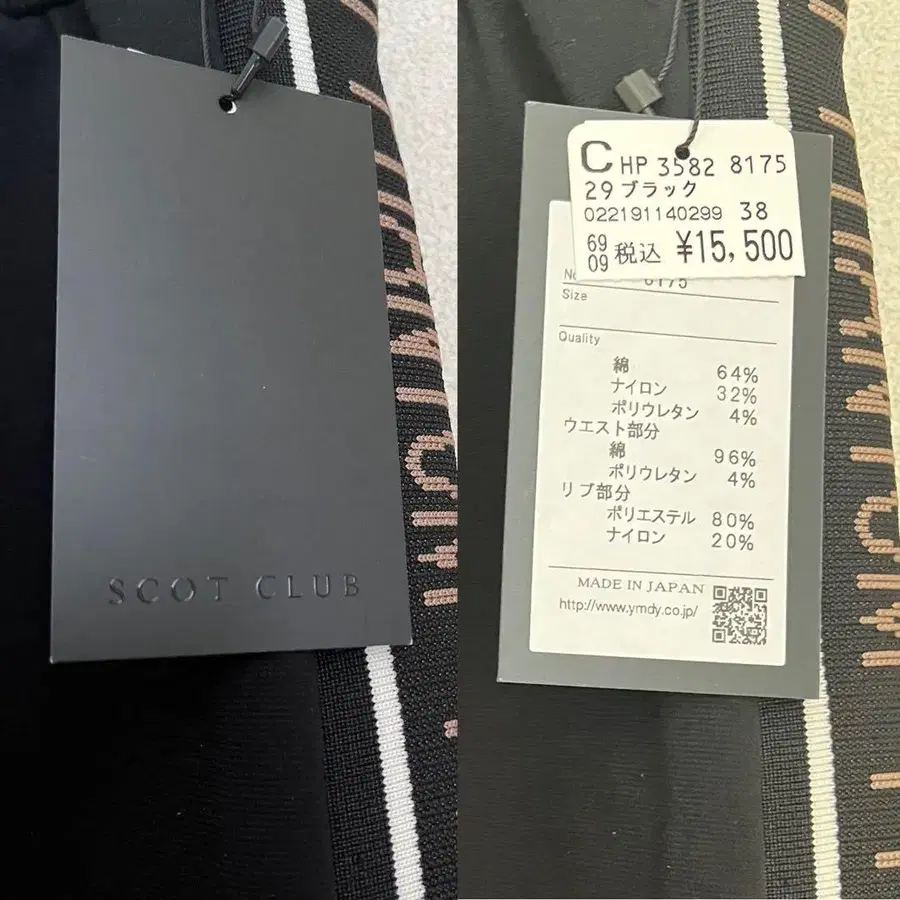 SCOT CLUB
C HP 3582 8175
29 ブラック
022191140299 38
69
09 税込 ¥15,500
8175
Size
Quality
綿 64%
ナイロン 32%
ポリウレタン 4%
ウエスト部分
綿 96%
ポリウレタン 4%
リブ部分
ポリエステル 80%
ナイロン 20%
MADE IN JAPAN
http://www.ymdy.co.jp/